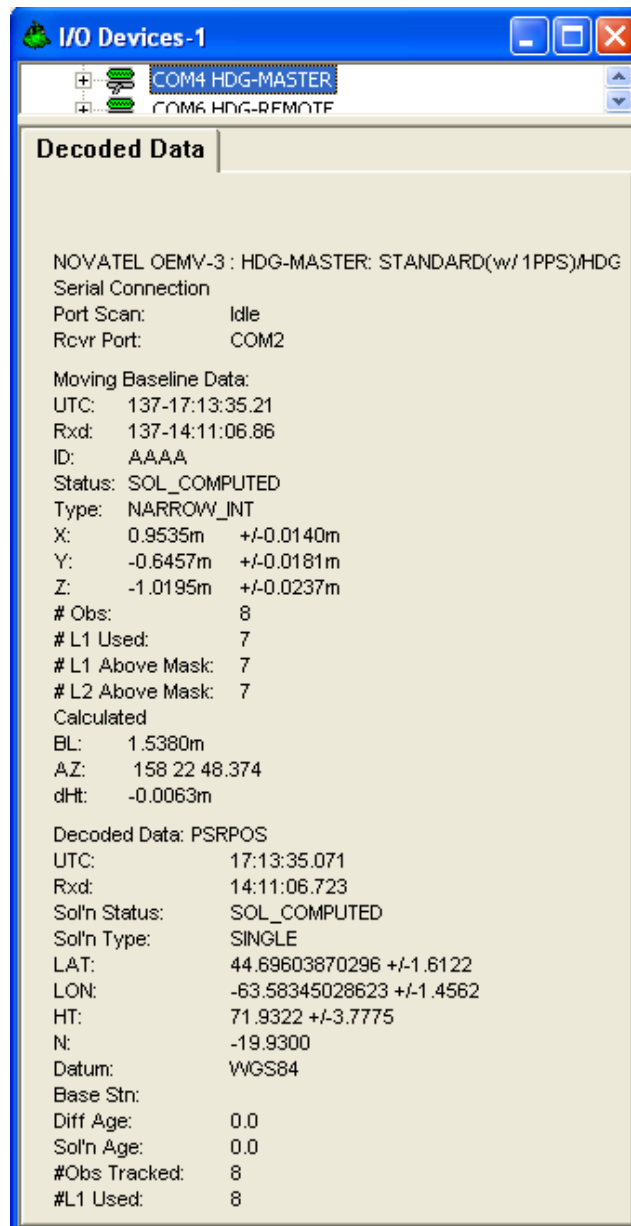 I/O Devices-1
COM4 HDG-MASTER
COM6 HDG-REMOTE
Decoded Data
NOVATEL OEMV-3 : HDG-MASTER: STANDARD(w/ 1PPS)/HDG
Serial Connection
Port Scan: Idle
Rcvr Port: COM2
Moving Baseline Data:
UTC: 137-17:13:35.21
Rxd: 137-14:11:06.86
ID: AAAA
Status: SOL_COMPUTED
Type: NARROW_INT
X: 0.9535m +/-0.0140m
Y: -0.6457m +/-0.0181m
Z: -1.0195m +/-0.0237m
# Obs: 8
# L1 Used: 7
# L1 Above Mask: 7
# L2 Above Mask: 7
Calculated
BL: 1.5380m
AZ: 158 22 48.374
dHt: -0.0063m
Decoded Data: PSRPOS
UTC: 17:13:35.071
Rxd: 14:11:06.723
Sol'n Status: SOL_COMPUTED
Sol'n Type: SINGLE
LAT: 44.69603870296 +/-1.6122
LON: -63.58345028623 +/-1.4562
HT: 71.9322 +/-3.7775
N: -19.9300
Datum: WGS84
Base Stn:
Diff Age: 0.0
Sol'n Age: 0.0
#Obs Tracked: 8
#L1 Used: 8